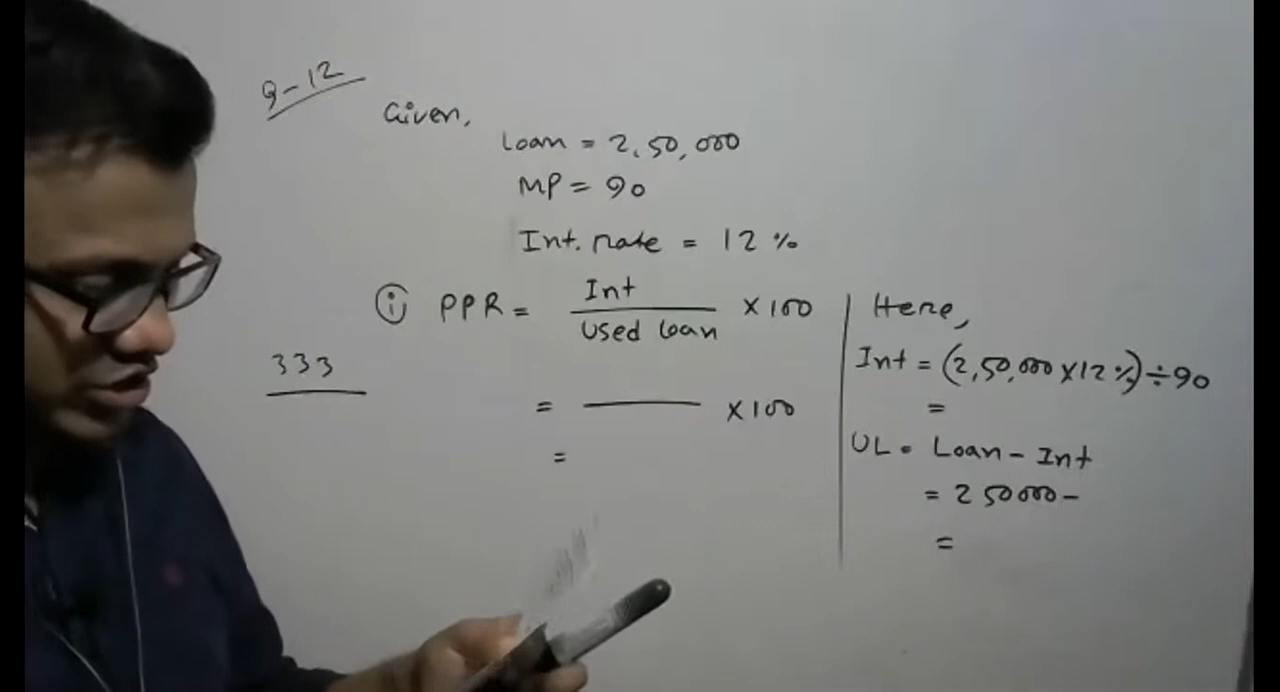 Q-12
Given,
Loan = 2,50,000
MP = 90
Int. rate = 12 %
① PPR = Int / Used loan × 100
333
= ——— × 100
=
Here,
Int = (2,50,000 × 12 %) ÷ 90
=
UL = Loan - Int
= 250000 -
=